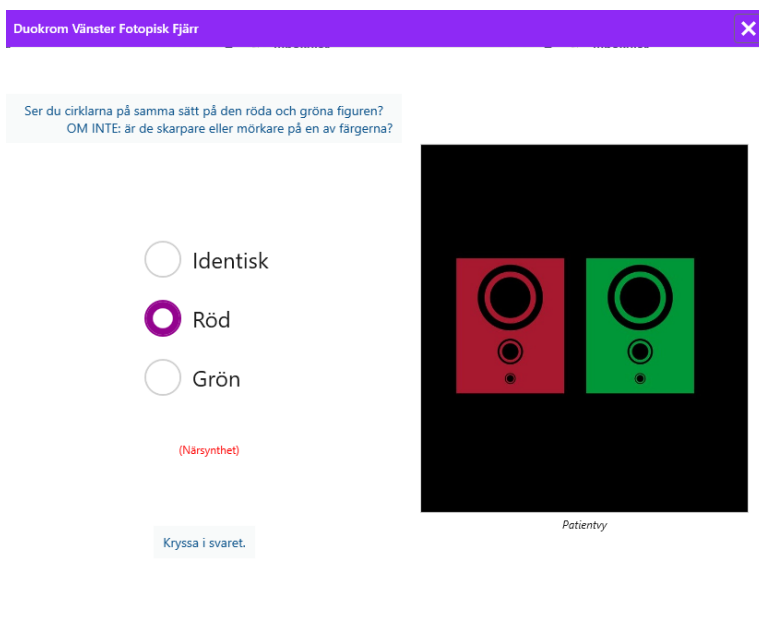 Duokrom Vänster Fotopisk Fjärr
Ser du cirklarna på samma sätt på den röda och gröna figuren?
OM INTE: är de skarpare eller mörkare på en av färgerna?
Identisk
Röd
Grön
(Närsynthet)
Kryssa i svaret.
Patientvy